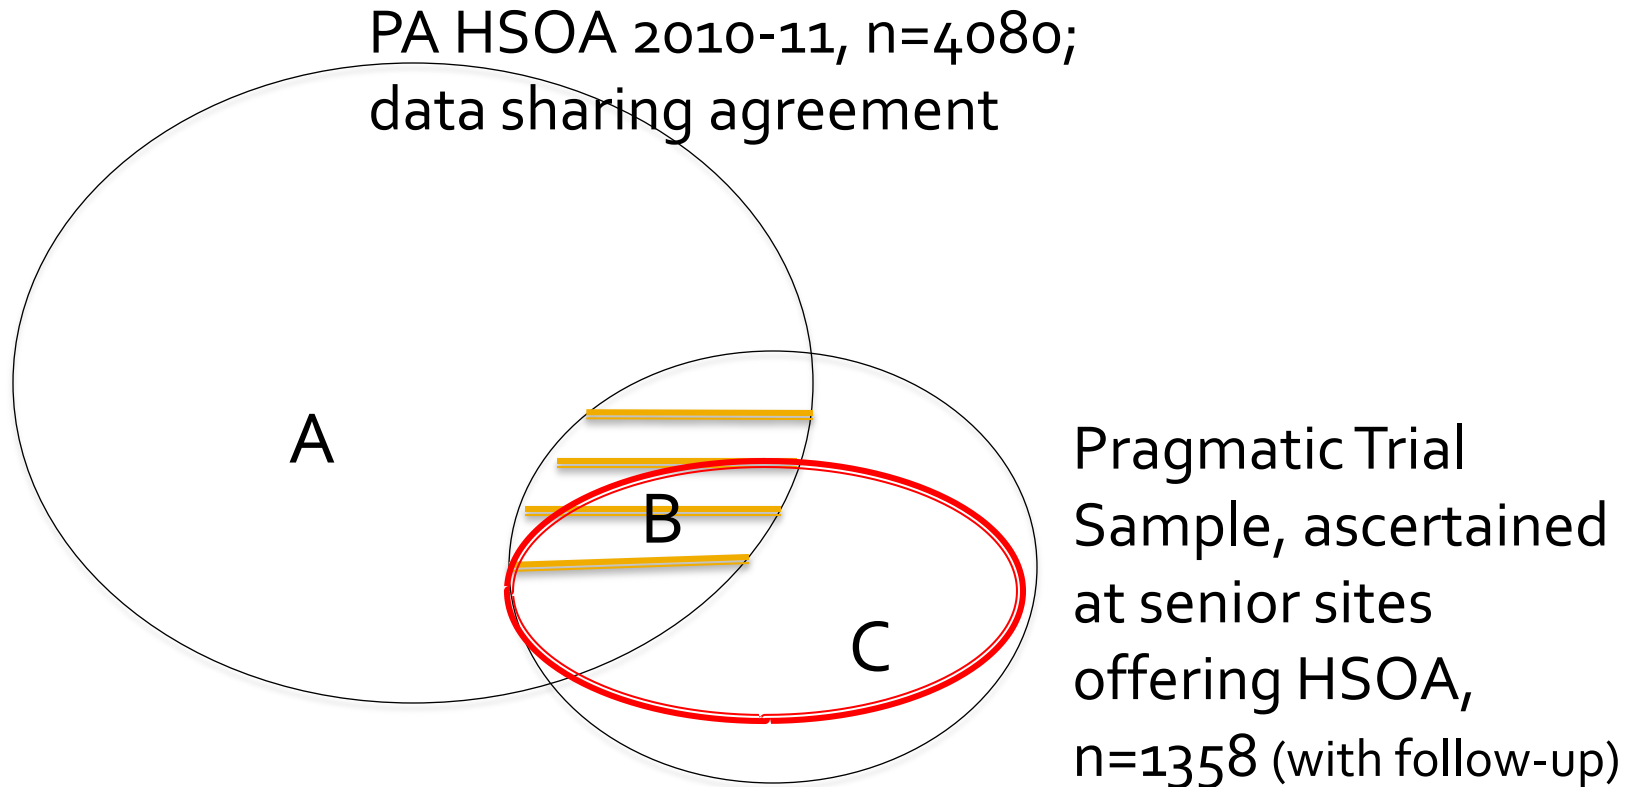 PA HSOA 2010-11, n=4080;
data sharing agreement
A
B
C
Pragmatic Trial
Sample, ascertained
at senior sites
offering HSOA,
n=1358 (with follow-up)